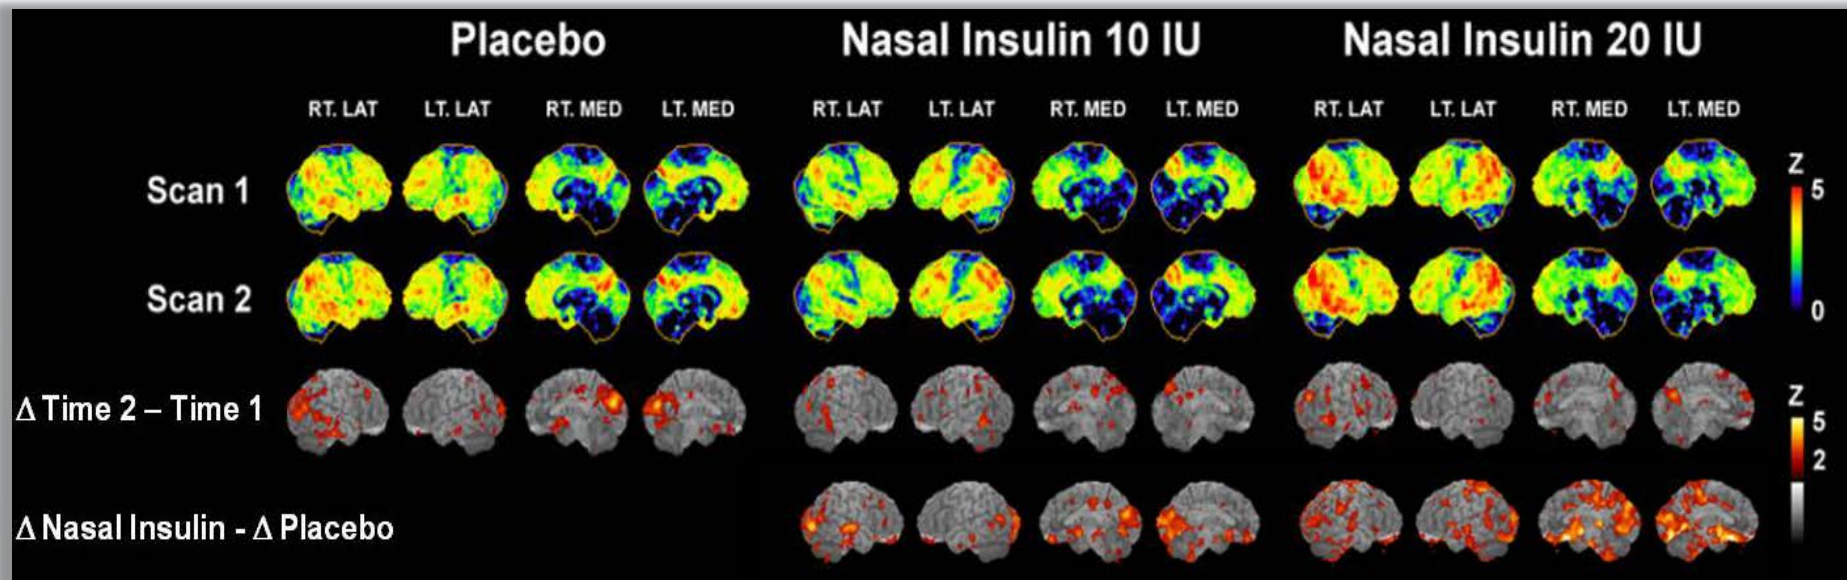 Placebo Nasal Insulin 10 IU Nasal Insulin 20 IU
RT. LAT LT. LAT RT. MED LT. MED RT. LAT LT. LAT RT. MED LT. MED RT. LAT LT. LAT RT. MED LT. MED
Scan 1
Z
5
Scan 2
0
Δ Time 2 – Time 1
Z
5
2
Δ Nasal Insulin - Δ Placebo